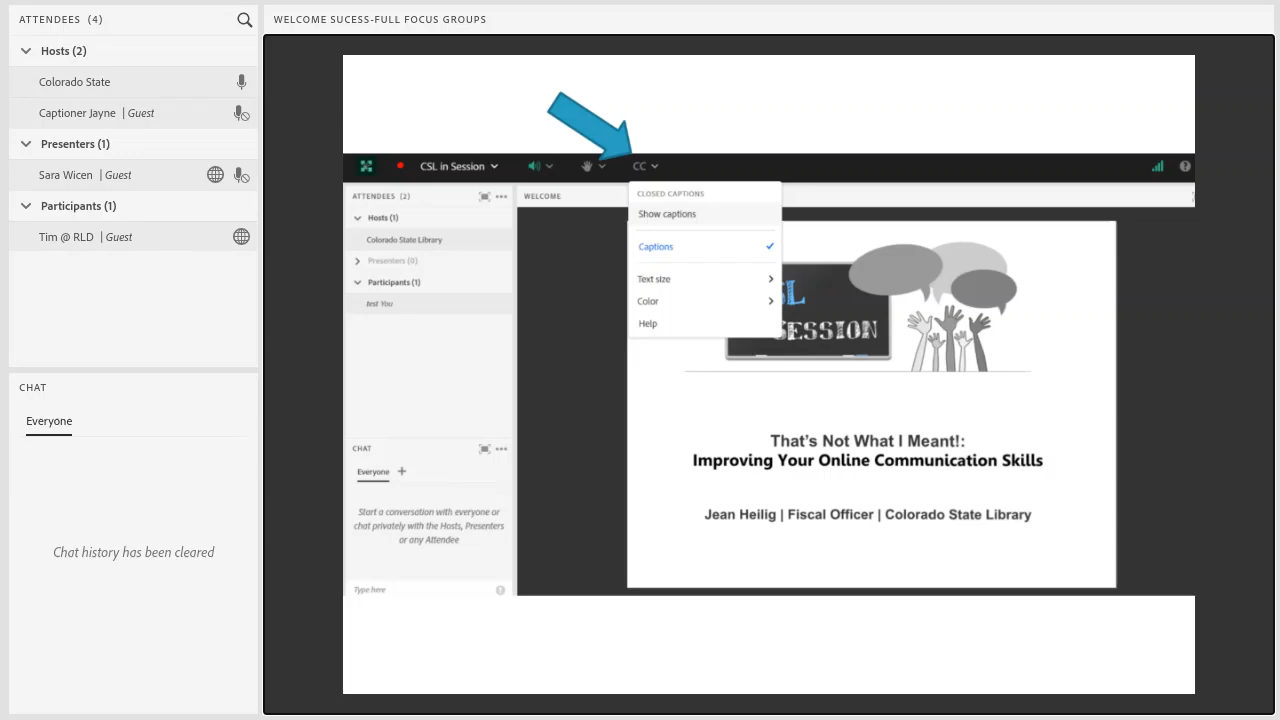 ATTENDEES (4)
Hosts (2)
Colorado State
Captioner Jayne | Guest
Presenters (1)
Sara Wicen | Guest
Participants (1)
Tim @ RLD | Guest
CHAT
Everyone
Chat history has been cleared
WELCOME SUCESS-FULL FOCUS GROUPS
CSL in Session
CC
ATTENDEES (2)
Hosts (1)
Colorado State Library
Presenters (0)
Participants (1)
test You
CHAT
Everyone
Start a conversation with everyone or
chat privately with the Hosts, Presenters
or any Attendee
Type here
WELCOME
CLOSED CAPTIONS
Show captions
Captions
Text size
Color
Help
SL
SESSION
That's Not What I Meant!:
Improving Your Online Communication Skills
Jean Heilig | Fiscal Officer | Colorado State Library